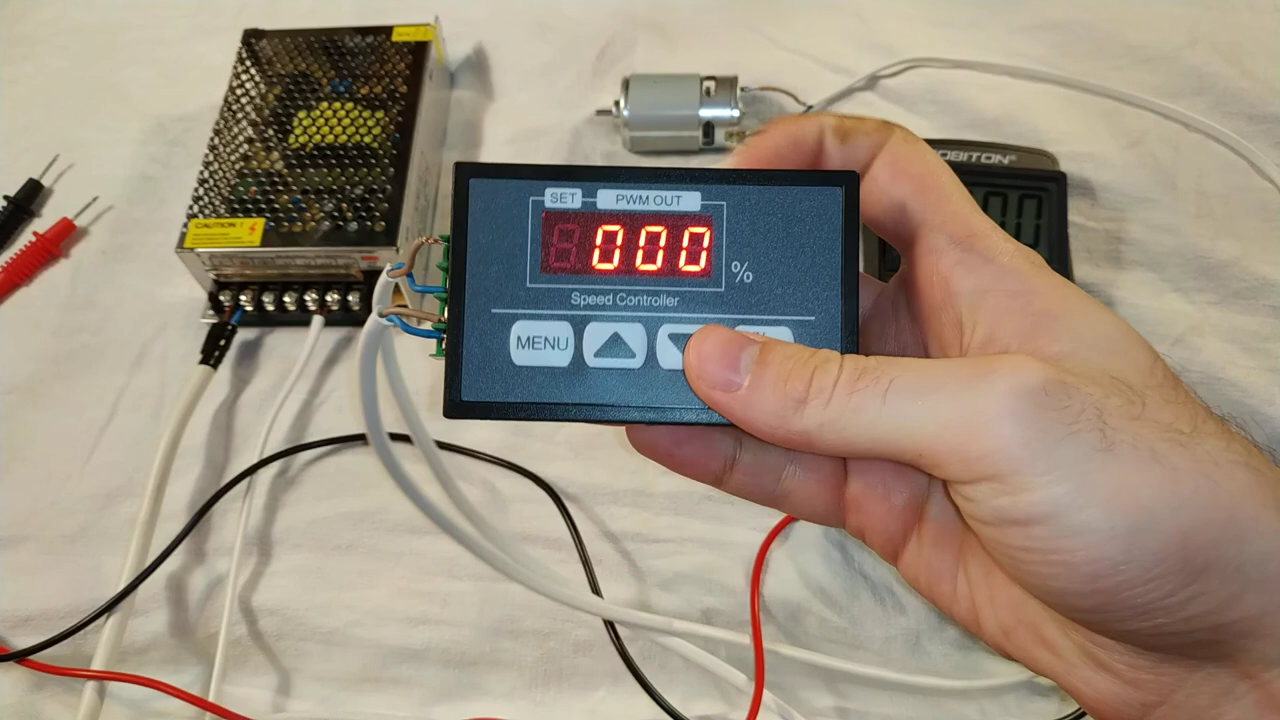 CAUTION !
OBITON®
SET
PWM OUT
000
%
Speed Controller
MENU